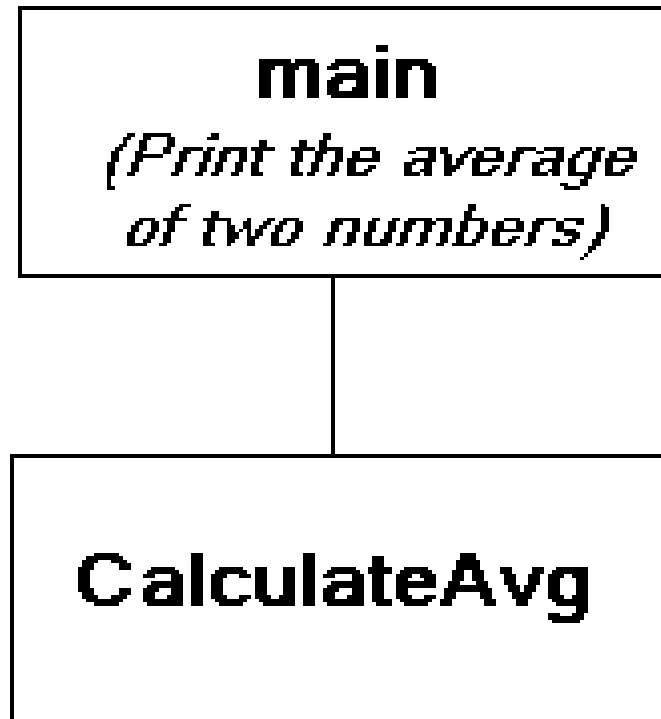 main
(Print the average
of two numbers)
CalculateAvg